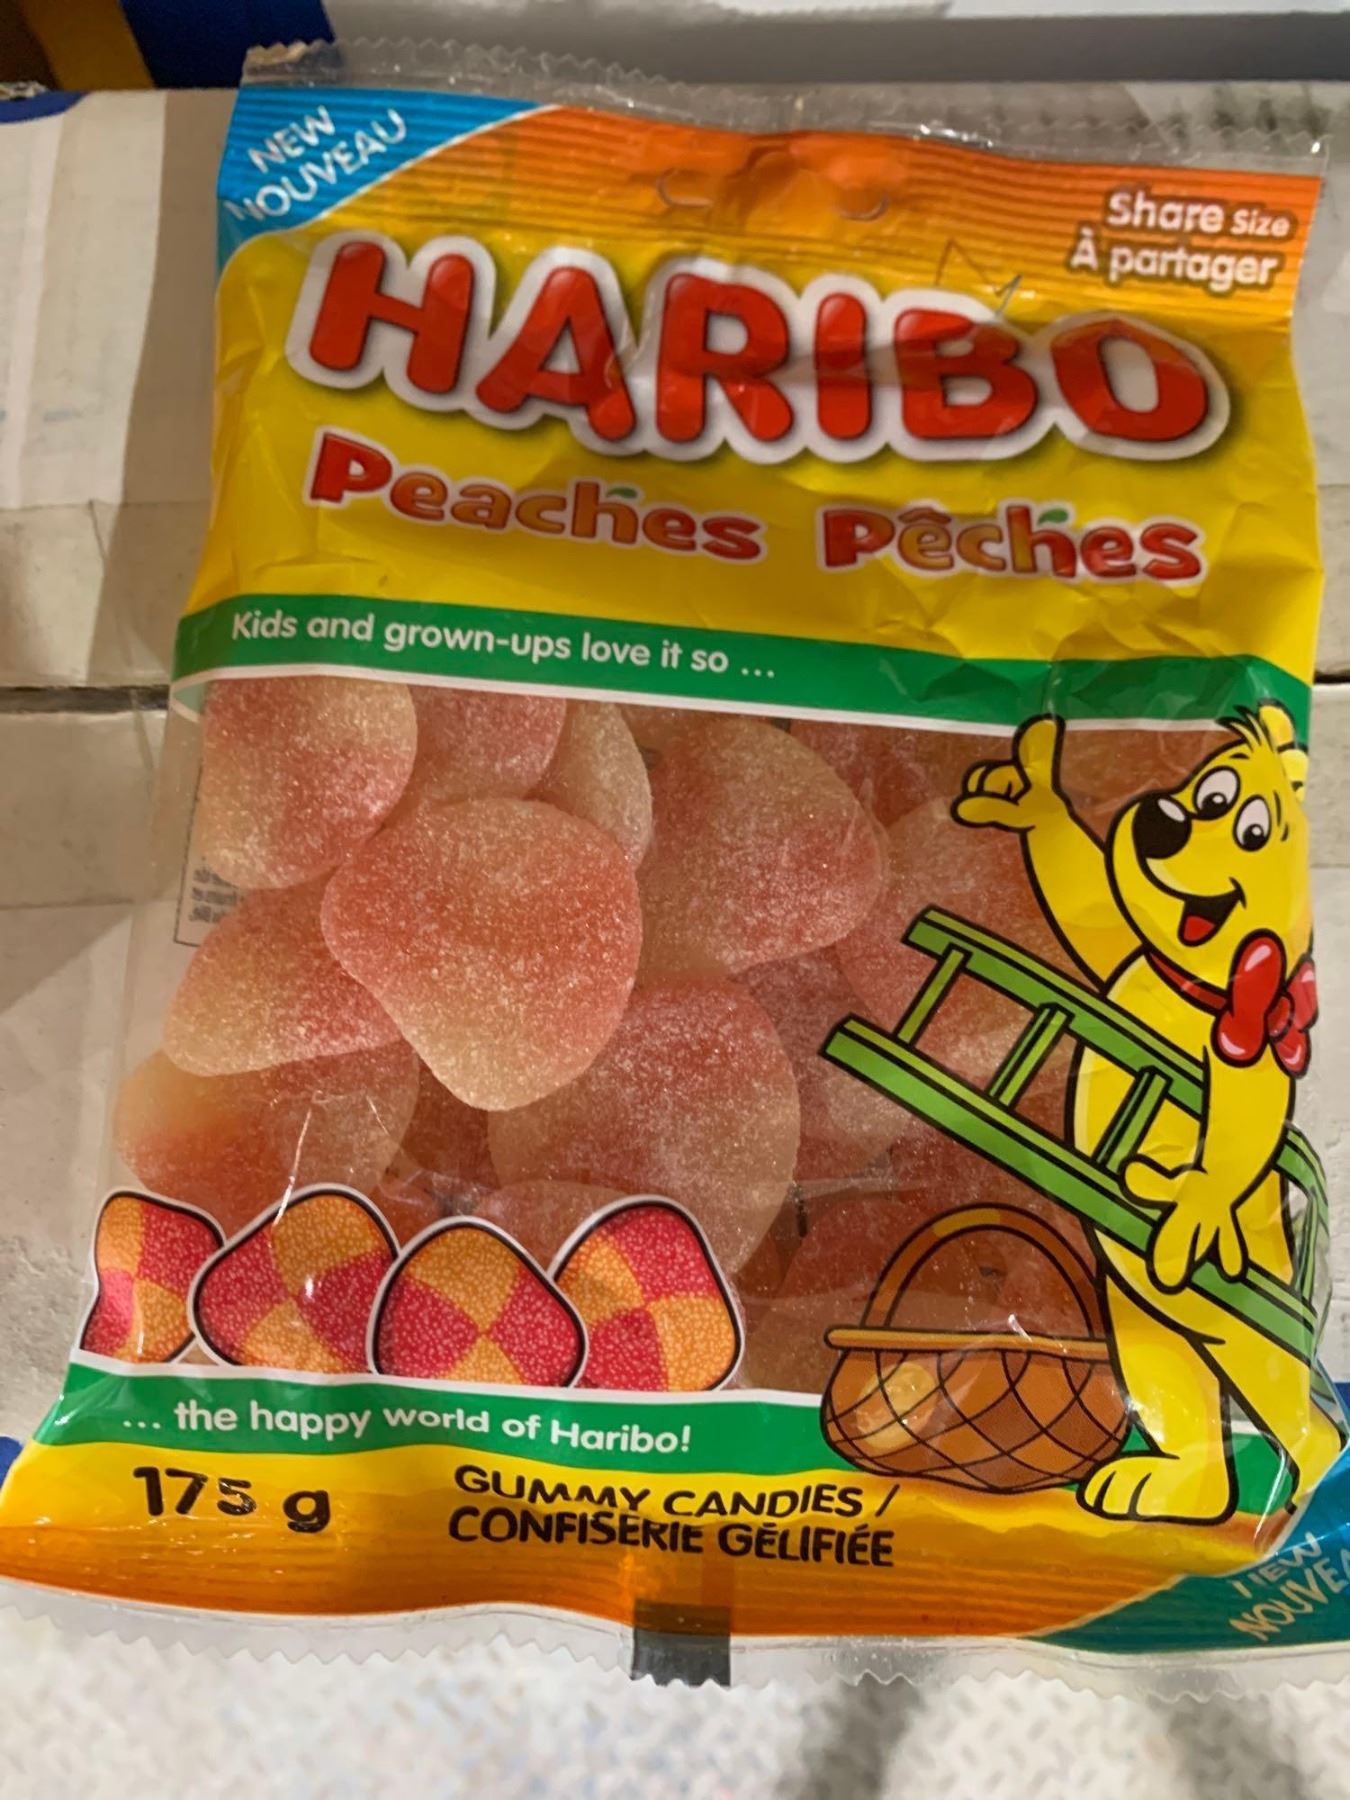 NEW
NOUVEAU
Share Size
À partager
HARIBO
Peaches Pêches
Kids and grown-ups love it so ...
... the happy world of Haribo!
175 g
GUMMY CANDIES /
CONFISERIE GÉLIFIÉE
NEW
NOUVEA